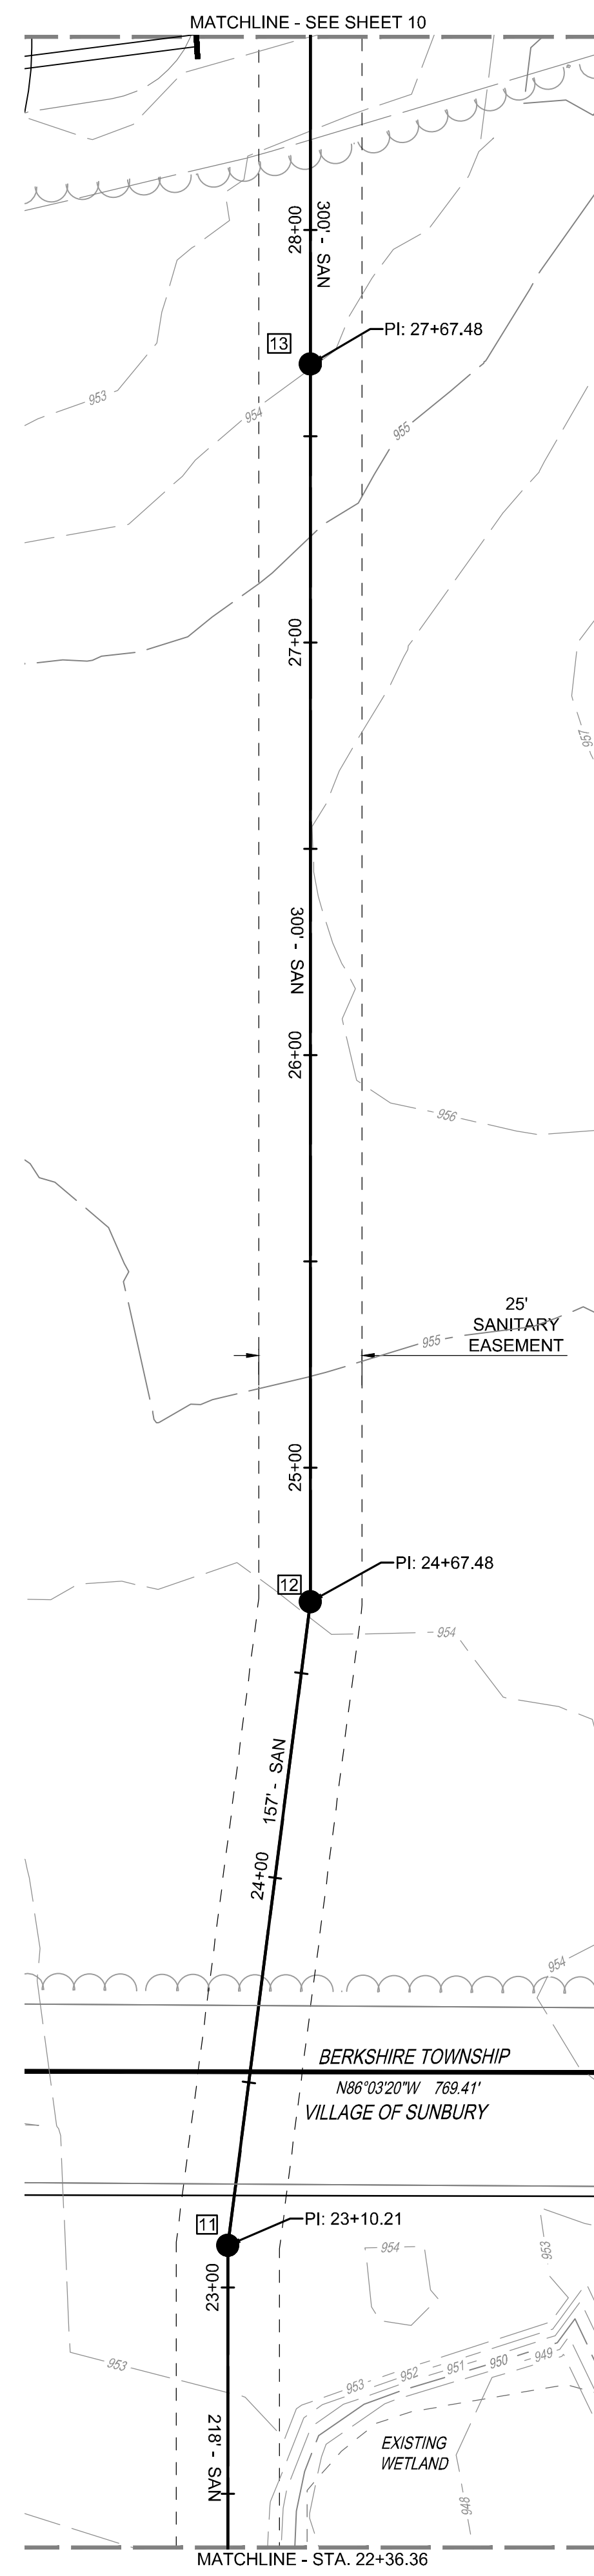 MATCHLINE - SEE SHEET 10
28+00
300' - SAN
13
PI: 27+67.48
953
954
955
27+00
957
300' - SAN
26+00
956
25'
SANITARY
EASEMENT
955
25+00
12
PI: 24+67.48
954
157' - SAN
24+00
954
BERKSHIRE TOWNSHIP
N86°03'20"W 769.41'
VILLAGE OF SUNBURY
11
PI: 23+10.21
954
953
23+00
953
953
952
951
950
949
218' - SAN
EXISTING
WETLAND
948
MATCHLINE - STA. 22+36.36